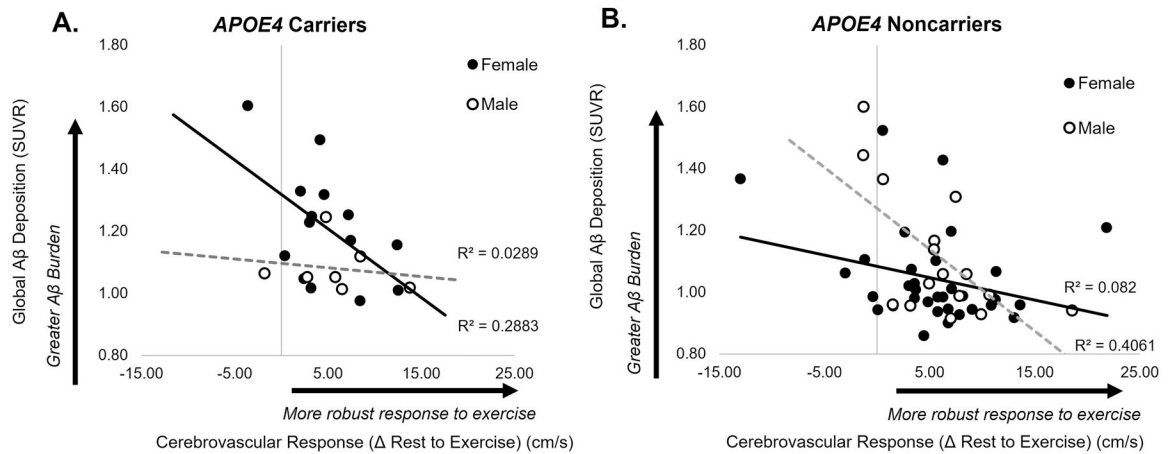 A.
APOE4 Carriers
Global Aβ Deposition (SUVR)
Greater Aβ Burden
1.80
1.60
1.40
1.20
1.00
0.80
Female
Male
R² = 0.0289
R² = 0.2883
-15.00 -5.00 5.00 15.00 25.00
More robust response to exercise
Cerebrovascular Response (Δ Rest to Exercise) (cm/s)
B.
APOE4 Noncarriers
Global Aβ Deposition (SUVR)
Greater Aβ Burden
1.80
1.60
1.40
1.20
1.00
0.80
Female
Male
R² = 0.082
R² = 0.4061
-15.00 -5.00 5.00 15.00 25.00
More robust response to exercise
Cerebrovascular Response (Δ Rest to Exercise) (cm/s)